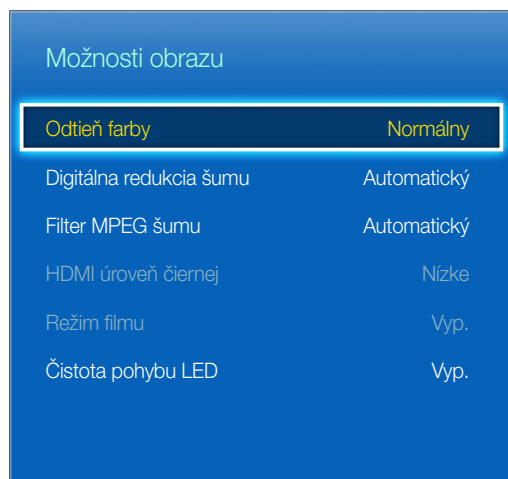 Možnosti obrazu
Odtieň farby Normálny
Digitálna redukcia šumu Automatický
Filter MPEG šumu Automatický
HDMI úroveň čiernej Nízke
Režim filmu Vyp.
Čistota pohybu LED Vyp.